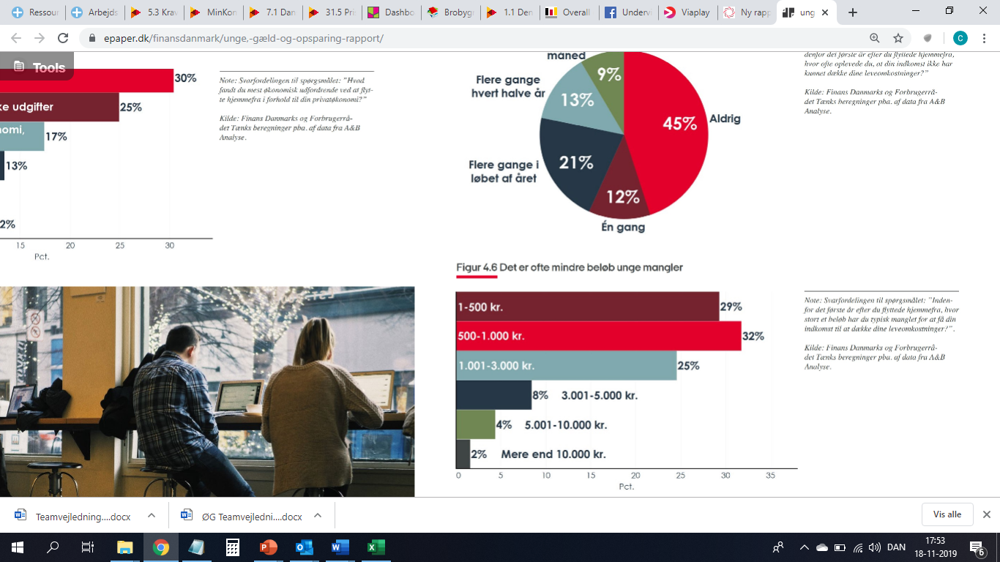 Ressour
Arbejds
5.3 Krav
MinKon
7.1 Dan
31.5 Pri
Dashbo
Brobyg
1.1 Den
Overall
Underv
Viaplay
Ny rapp
ung
epaper.dk/finansdanmark/unge,-gæld-og-opsparing-rapport/
C
Tools
30%
ke udgifter
25%
nomi,
17%
13%
2%
15 20 25 30
Pct.
Note: Svarfordelingen til spørgsmålet: "Hvad
fandt du mest økonomisk udfordrende ved at flyt-
te hjemmefra i forhold til din privatøkonomi?"
Kilde: Finans Danmarks og Forbrugerrå-
det Tænks beregninger pba. af data fra A&B
Analyse.
måned
9%
Flere gange
hvert halve år
13%
45%
Aldrig
Flere gange i
løbet af året
21%
12%
Én gang
denfor det første år efter du flyttede hjemmefra,
hvor ofte oplevede du, at din indkomst ikke har
kunnet dække dine leveomkostninger?"
Kilde: Finans Danmarks og Forbrugerrå-
det Tænks beregninger pba. af data fra A&B
Analyse.
Figur 4.6 Det er ofte mindre beløb unge mangler
1-500 kr.
29%
500-1.000 kr.
32%
1.001-3.000 kr.
25%
8% 3.001-5.000 kr.
4% 5.001-10.000 kr.
2% Mere end 10.000 kr.
0 5 10 15 20 25 30 35
Pct.
Note: Svarfordelingen til spørgsmålet: "Inden-
for det første år efter du flyttede hjemmefra, hvor
stort et beløb har du typisk manglet for at få din
indkomst til at dække dine leveomkostninger?".
Kilde: Finans Danmarks og Forbrugerrå-
det Tænks beregninger pba. af data fra A&B
Analyse.
Teamvejledning....docx
ØG Teamvejledni....docx
Vis alle
DAN
17:53
18-11-2019
6